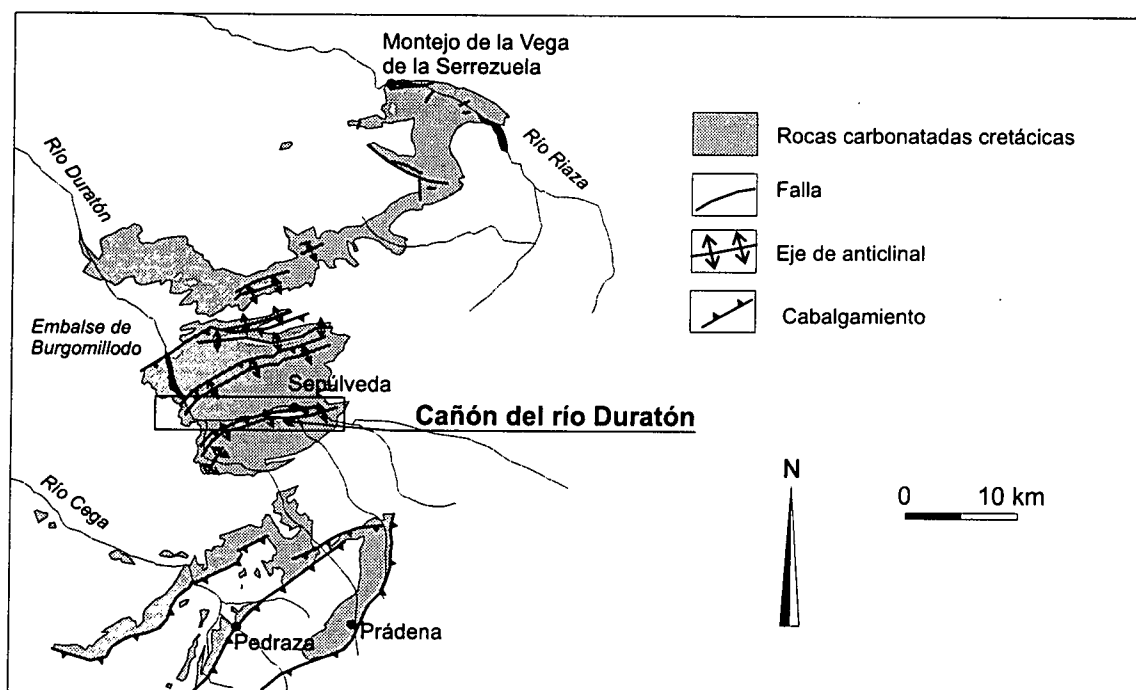 Montejo de la Vega
de la Serrezuela
Río Riaza
Río Duratón
Embalse de
Burgomillodo
Sepúlveda
Cañón del río Duratón
Río Cega
Pedraza
Prádena
Rocas carbonatadas cretácicas
Falla
Eje de anticlinal
Cabalgamiento
N
0 10 km